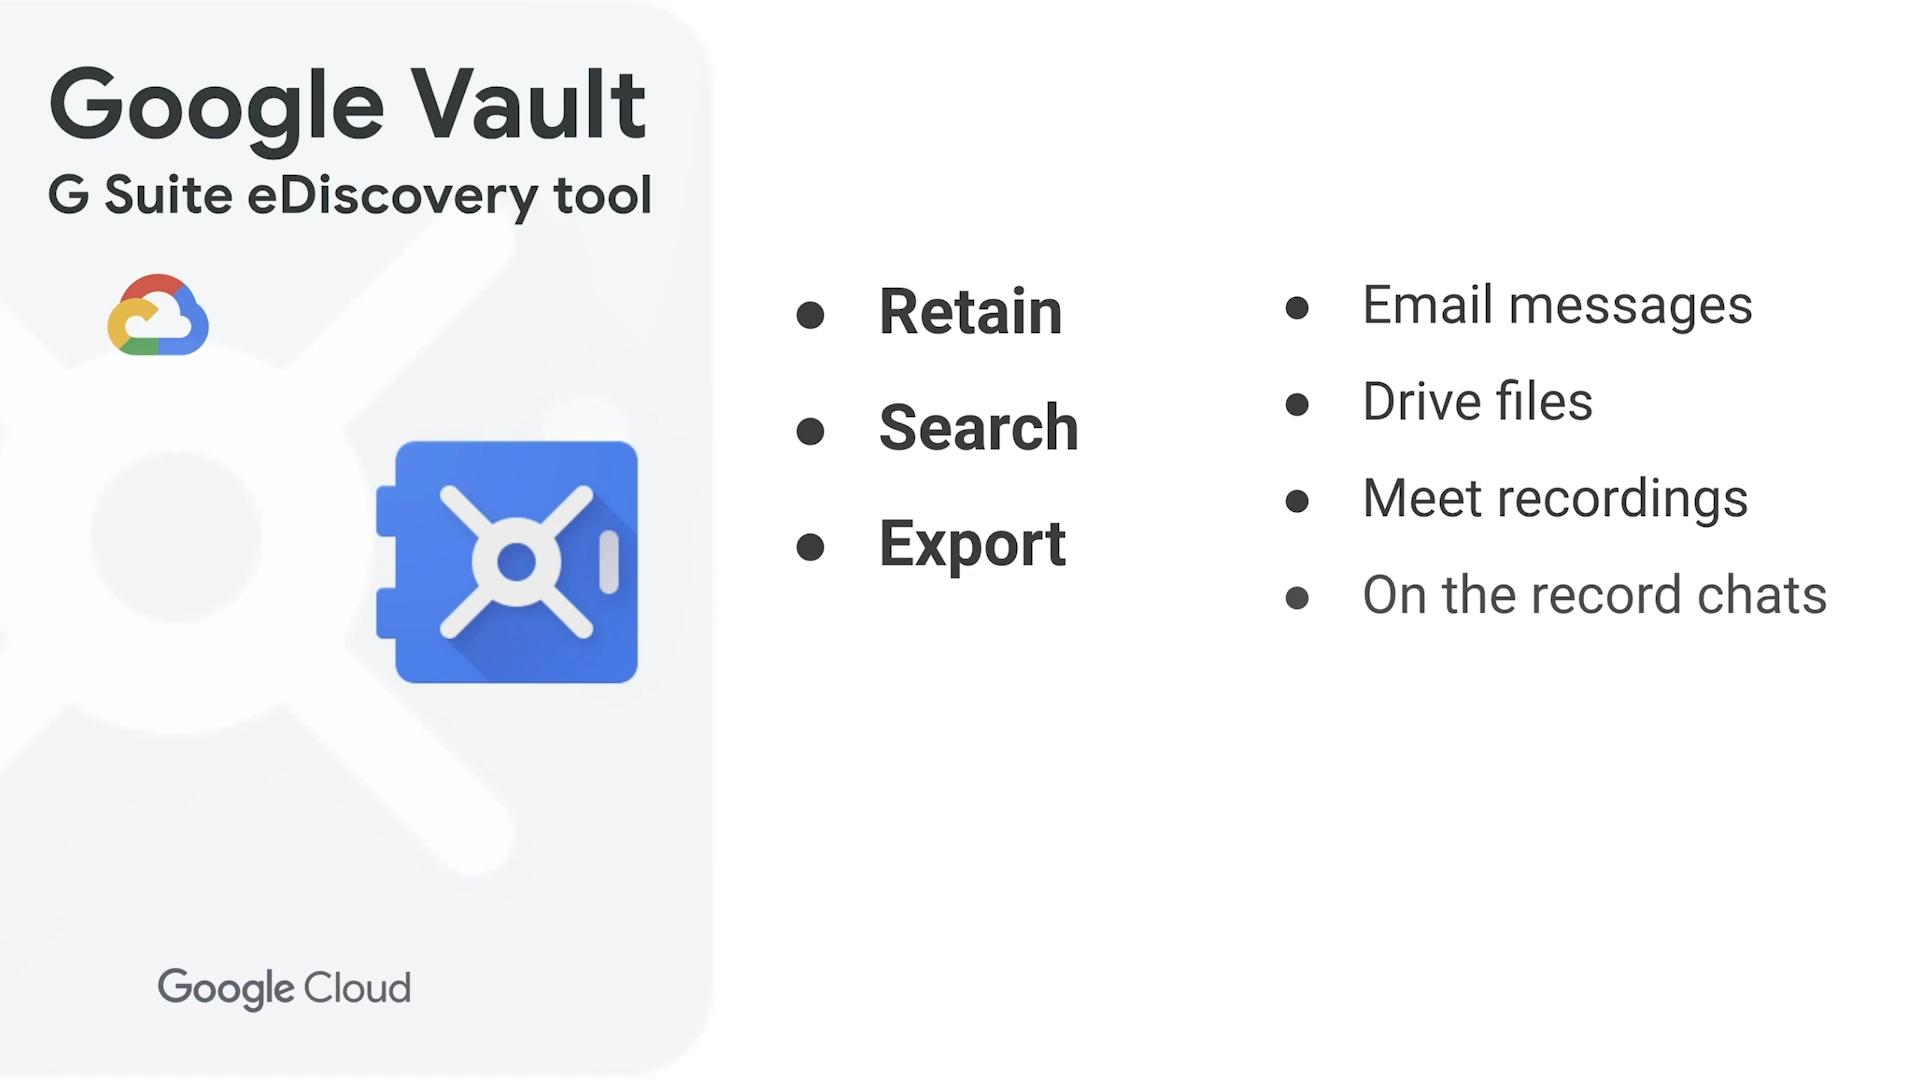 Google Vault
G Suite eDiscovery tool
● Retain
● Search
● Export
● Email messages
● Drive files
● Meet recordings
● On the record chats
Google Cloud